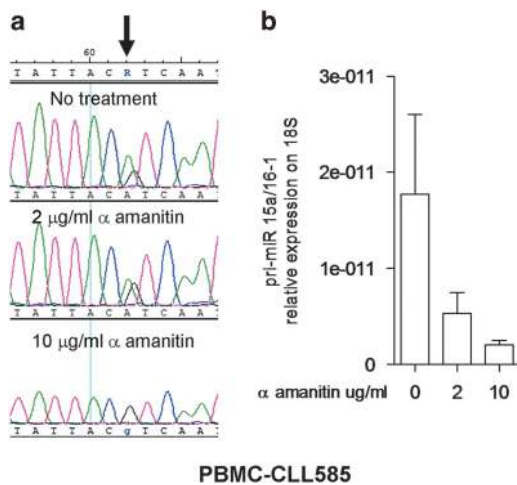 a
60
T A T T A C R T C A A T
No treatment
T A T T A C A T C A A T
2 μg/ml α amanitin
T A T T A C A T C A A T
10 μg/ml α amanitin
T A T T A C g T C A A T
b
pri-miR 15a/16-1
relative expression on 18S
3e-011
2e-011
1e-011
0
α amanitin ug/ml 0 2 10
PBMC-CLL585